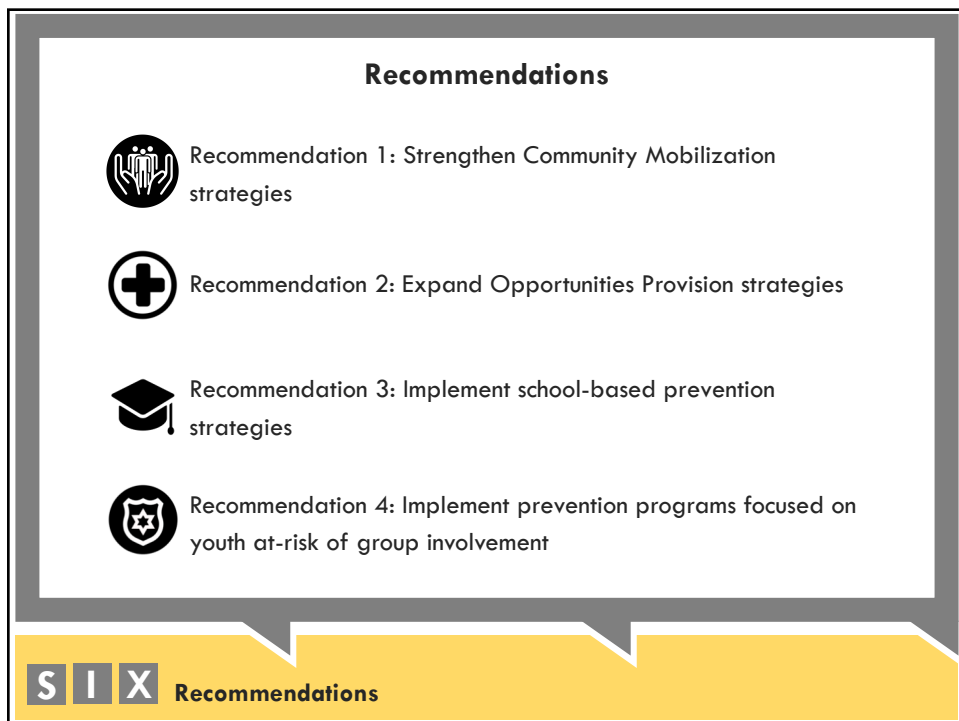 Recommendations
Recommendation 1: Strengthen Community Mobilization
strategies
Recommendation 2: Expand Opportunities Provision strategies
Recommendation 3: Implement school-based prevention
strategies
Recommendation 4: Implement prevention programs focused on
youth at-risk of group involvement
SIX Recommendations